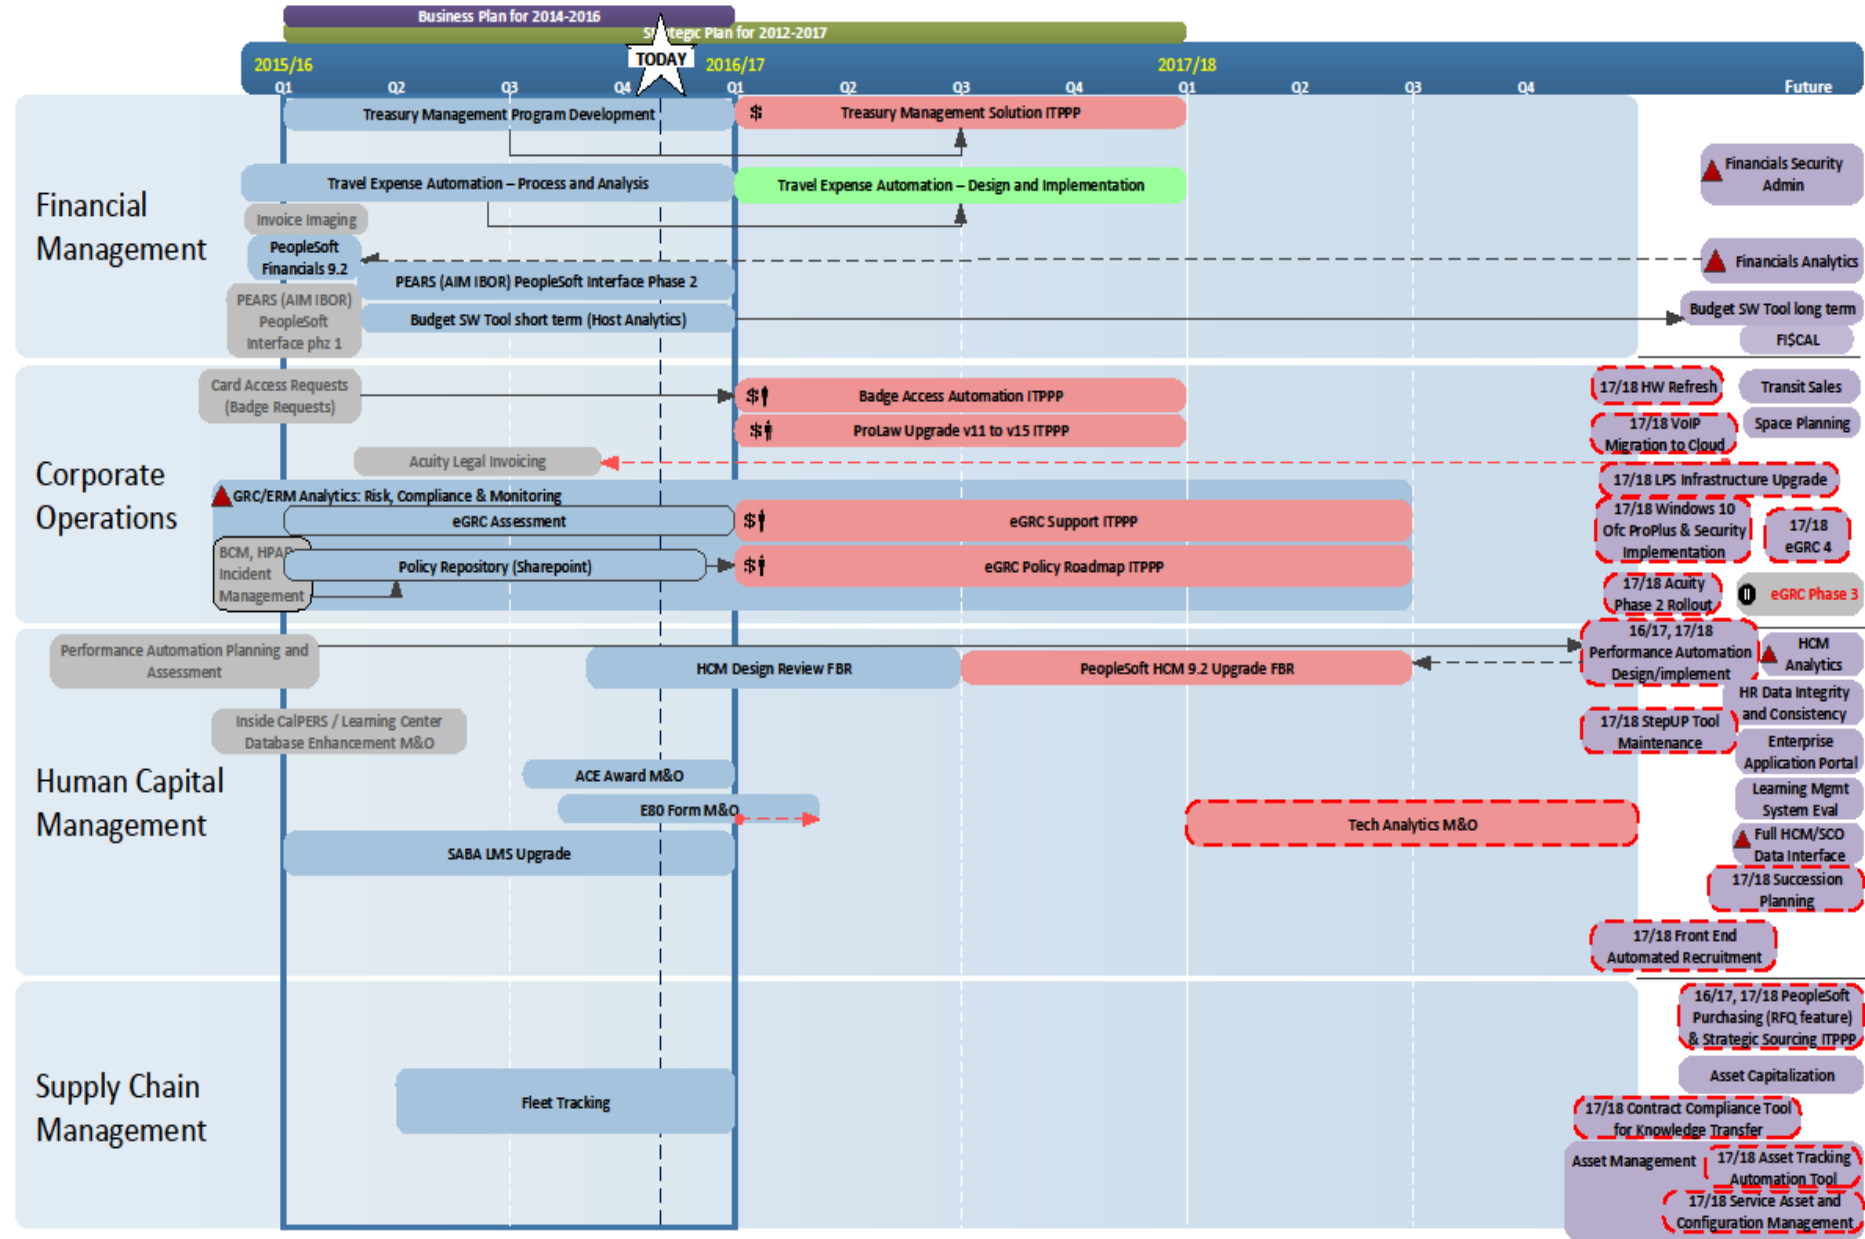 Business Plan for 2014-2016
Strategic Plan for 2012-2017
TODAY
2015/16
2016/17
2017/18
Q1
Q2
Q3
Q4
Q1
Q2
Q3
Q4
Q1
Q2
Q3
Q4
Future
Financial
Management
Treasury Management Program Development
$
Treasury Management Solution ITPPP
Travel Expense Automation – Process and Analysis
Travel Expense Automation – Design and Implementation
Invoice Imaging
PeopleSoft
Financials 9.2
PEARS (AIM IBOR) PeopleSoft Interface Phase 2
PEARS (AIM IBOR)
PeopleSoft
Interface phz 1
Budget SW Tool short term (Host Analytics)
Financials Security
Admin
Financials Analytics
Budget SW Tool long term
FI$CAL
Corporate
Operations
Card Access Requests
(Badge Requests)
$
Badge Access Automation ITPPP
$
ProLaw Upgrade v11 to v15 ITPPP
Acuity Legal Invoicing
GRC/ERM Analytics: Risk, Compliance & Monitoring
eGRC Assessment
$
eGRC Support ITPPP
BCM, HPAP
Incident
Management
Policy Repository (Sharepoint)
$
eGRC Policy Roadmap ITPPP
17/18 HW Refresh
Transit Sales
17/18 VoIP
Migration to Cloud
Space Planning
17/18 LPS Infrastructure Upgrade
17/18 Windows 10
Ofc ProPlus & Security
Implementation
17/18
eGRC 4
17/18 Acuity
Phase 2 Rollout
eGRC Phase 3
Human Capital
Management
Performance Automation Planning and
Assessment
HCM Design Review FBR
PeopleSoft HCM 9.2 Upgrade FBR
16/17, 17/18
Performance Automation
Design/implement
HCM
Analytics
Inside CalPERS / Learning Center
Database Enhancement M&O
HR Data Integrity
and Consistency
17/18 StepUP Tool
Maintenance
Enterprise
Application Portal
ACE Award M&O
E80 Form M&O
SABA LMS Upgrade
Tech Analytics M&O
Learning Mgmt
System Eval
Full HCM/SCO
Data Interface
17/18 Succession
Planning
17/18 Front End
Automated Recruitment
Supply Chain
Management
Fleet Tracking
16/17, 17/18 PeopleSoft
Purchasing (RFQ feature)
& Strategic Sourcing ITPPP
Asset Capitalization
17/18 Contract Compliance Tool
for Knowledge Transfer
Asset Management
17/18 Asset Tracking
Automation Tool
17/18 Service Asset and
Configuration Management